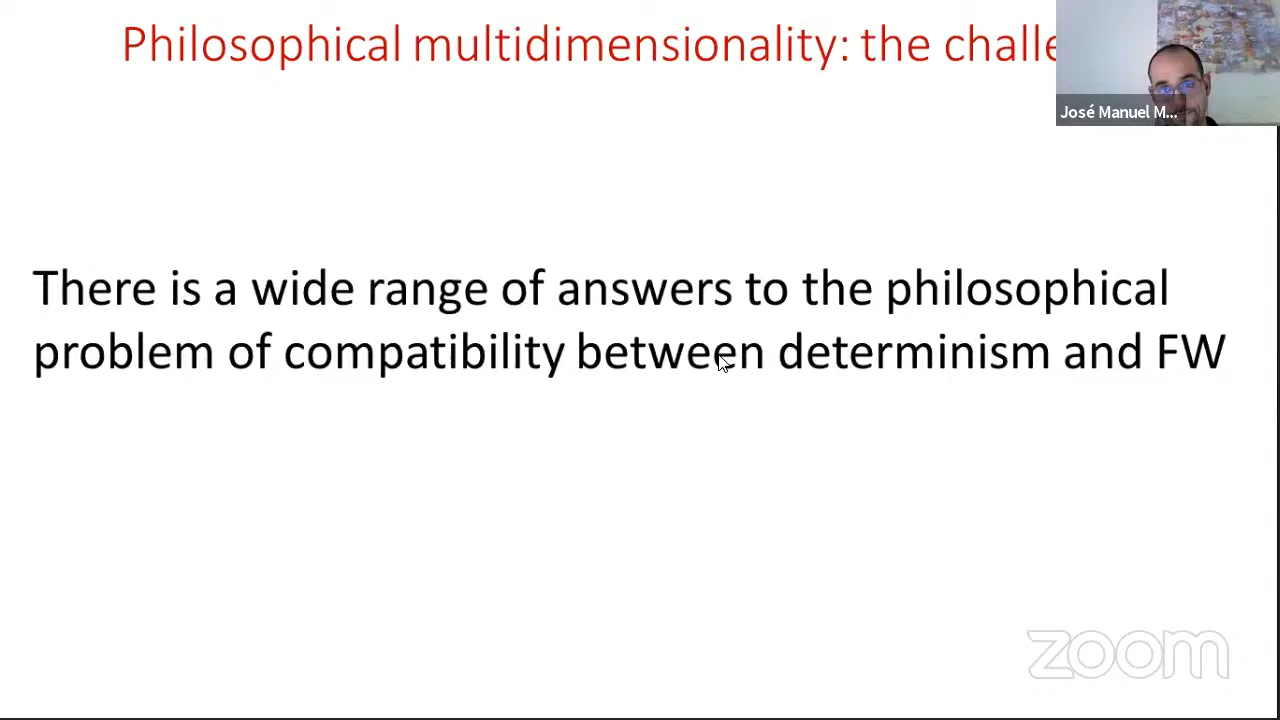 Philosophical multidimensionality: the
José Manuel M...
There is a wide range of answers to the philosophical
problem of compatibility between determinism and FW
zoom